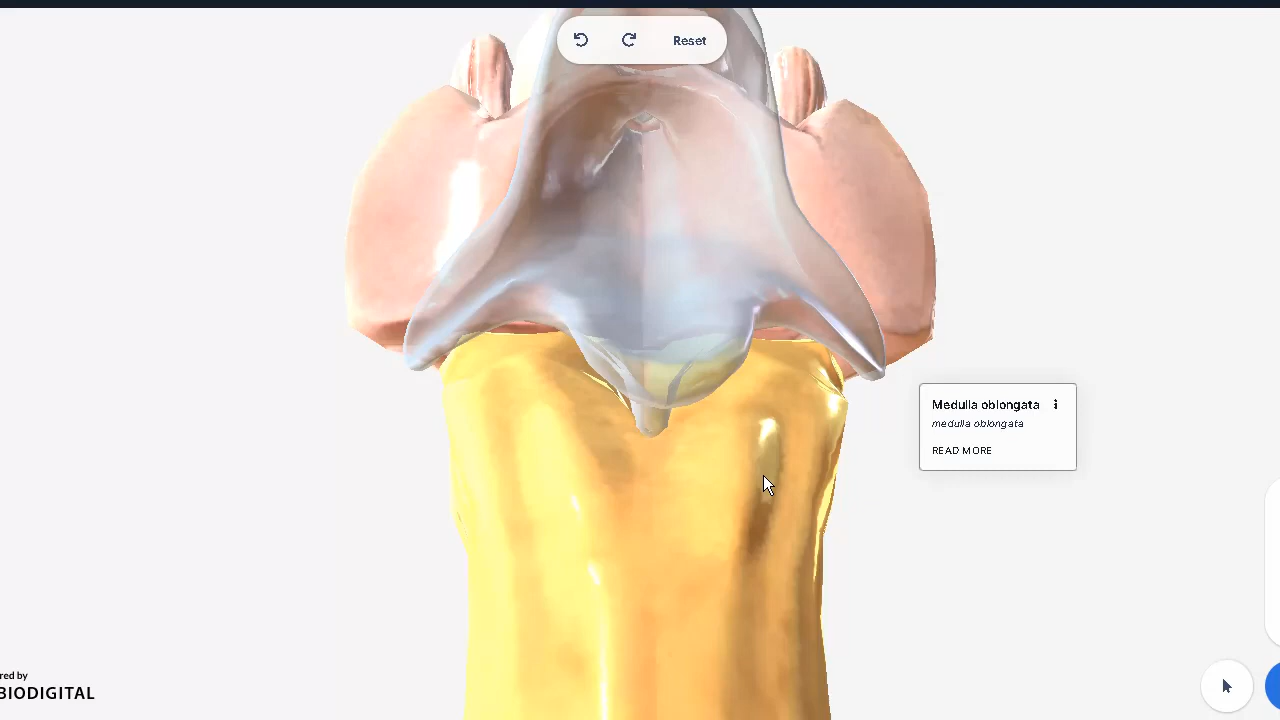 Reset
Medulla oblongata
medulla oblongata
READ MORE
red by
BIODIGITAL